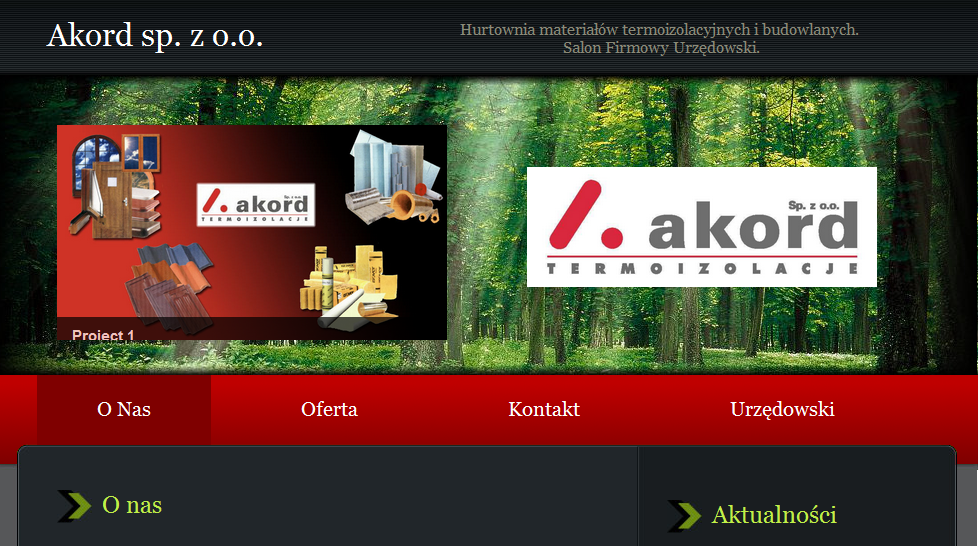 Akord sp. z o.o.
Hurtownia materiałów termoizolacyjnych i budowlanych.
Salon Firmowy Urzędowski.
Sp. z o.o.
akord
TERMOIZOLACJE
Project 1
Sp. z o.o.
akord
TERMOIZOLACJE
O Nas
Oferta
Kontakt
Urzędowski
O nas
Aktualności